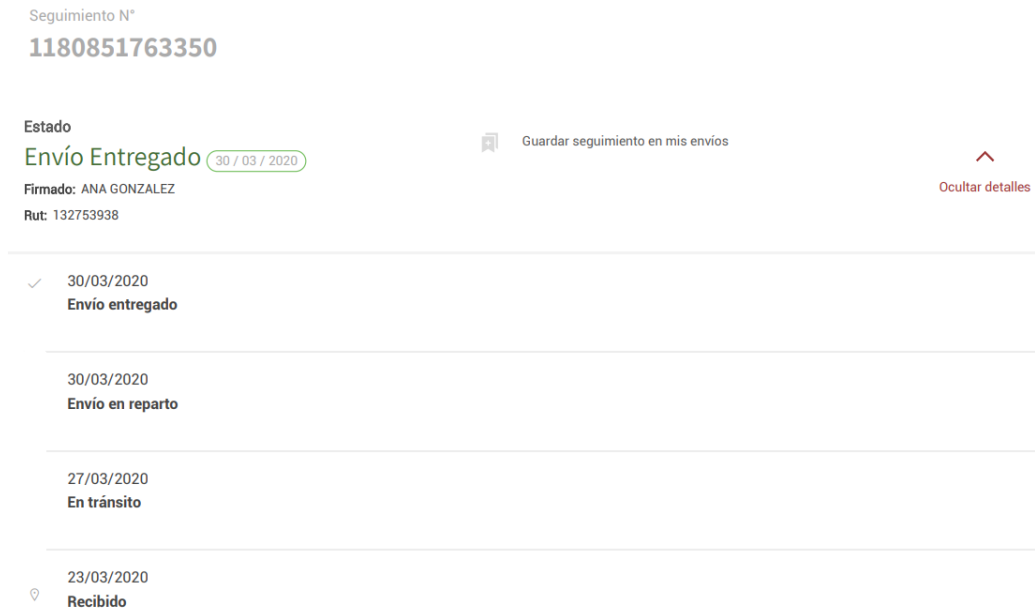 Seguimiento N°
1180851763350
Estado
Envío Entregado 30 / 03 / 2020
Guardar seguimiento en mis envíos
Firmado: ANA GONZALEZ
Ocultar detalles
Rut: 132753938
30/03/2020
Envío entregado
30/03/2020
Envío en reparto
27/03/2020
En tránsito
23/03/2020
Recibido